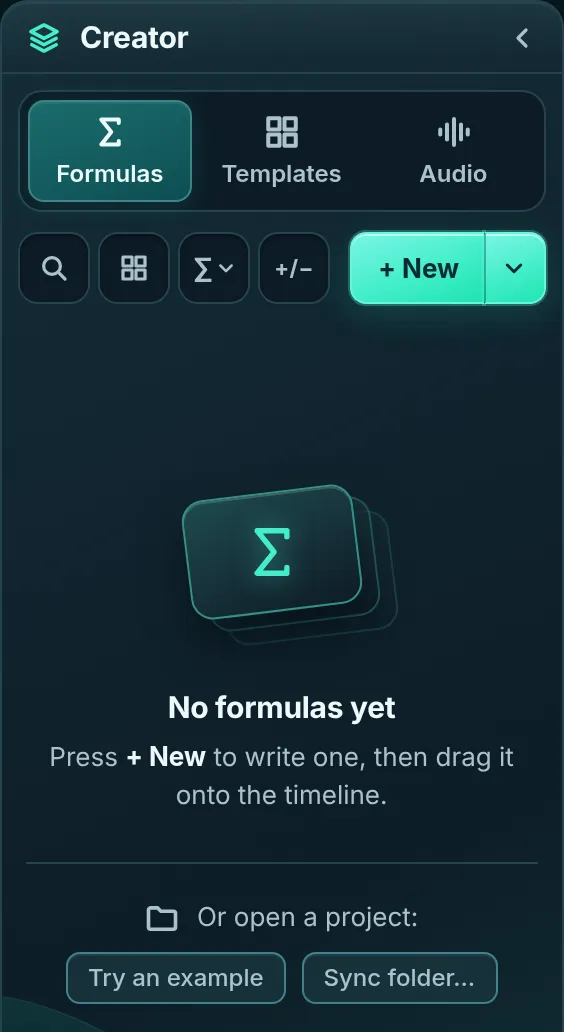 Creator
Formulas
Templates
Audio
Σ
+/−
+ New
Σ
No formulas yet
Press + New to write one, then drag it
onto the timeline.
Or open a project:
Try an example
Sync folder...